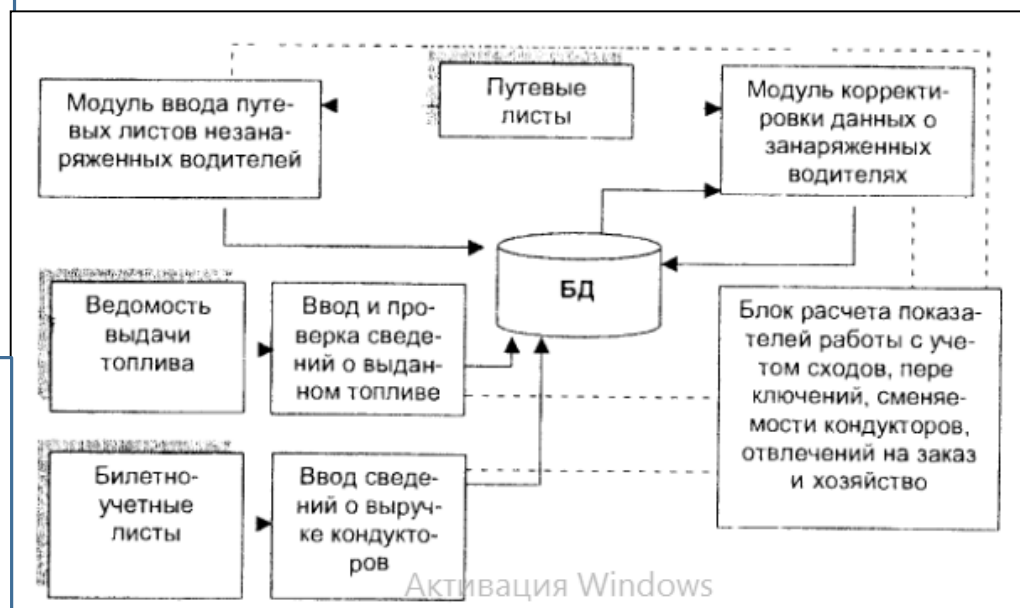 Модуль ввода путе-
вых листов незана-
ряженных водителей
Путевые
листы
Модуль корректи-
ровки данных о
занаряженных
водителях
БД
Ведомость
выдачи
топлива
Ввод и про-
верка сведе-
ний о выдан-
ном топливе
Блок расчета показа-
телей работы с уче-
том сходов, пере
ключений, сменяе-
мости кондукторов,
отвлечений на заказ
и хозяйство
Билетно-
учетные
листы
Ввод сведе-
ний о выруч-
ке кондукто-
ров
Активация Windows